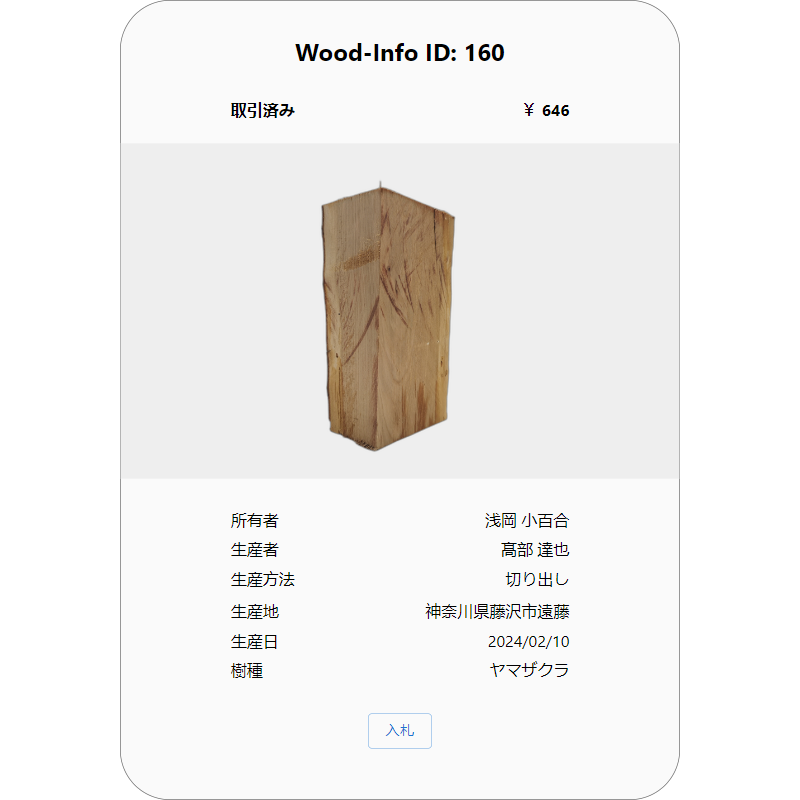 Wood-Info ID: 160
取引済み ¥ 646
所有者 浅岡 小百合
生産者 髙部 達也
生産方法 切り出し
生産地 神奈川県藤沢市遠藤
生産日 2024/02/10
樹種 ヤマザクラ
入札